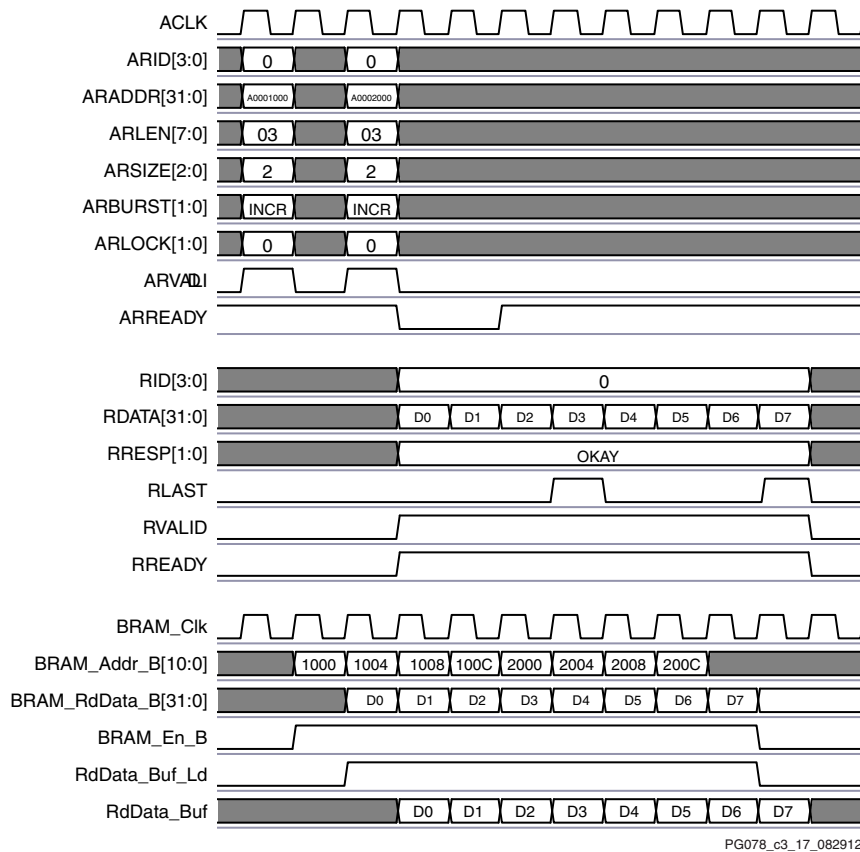 ACLK
ARID[3:0] 0 0
ARADDR[31:0] A0001000 A0002000
ARLEN[7:0] 03 03
ARSIZE[2:0] 2 2
ARBURST[1:0] INCR INCR
ARLOCK[1:0] 0 0
ARVALDI
ARREADY
RID[3:0] 0
RDATA[31:0] D0 D1 D2 D3 D4 D5 D6 D7
RRESP[1:0] OKAY
RLAST
RVALID
RREADY
BRAM_Clk
BRAM_Addr_B[10:0] 1000 1004 1008 100C 2000 2004 2008 200C
BRAM_RdData_B[31:0] D0 D1 D2 D3 D4 D5 D6 D7
BRAM_En_B
RdData_Buf_Ld
RdData_Buf D0 D1 D2 D3 D4 D5 D6 D7
PG078_c3_17_082912